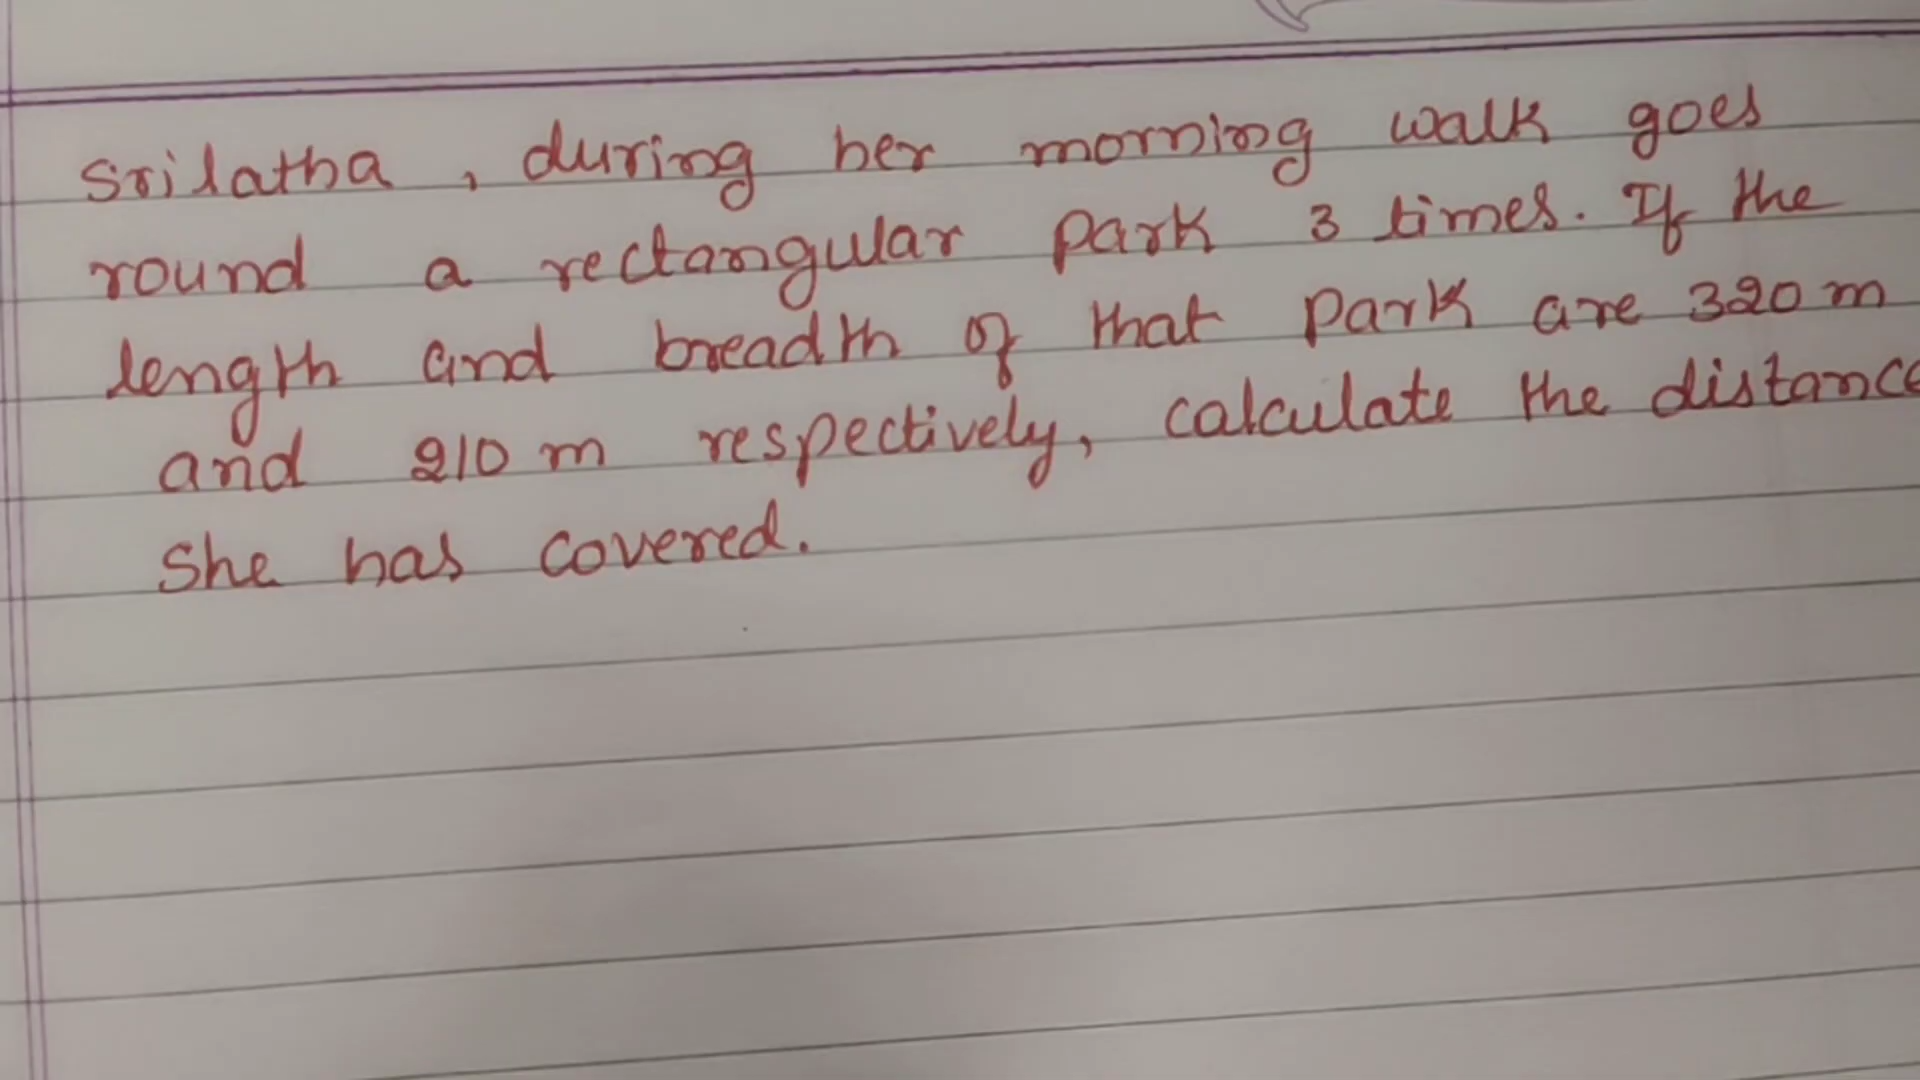 Srilatha, during her morning walk goes
round a rectangular park 3 times. If the
length and breadth of that park are 320 m
and 210 m respectively, calculate the distance
she has covered.